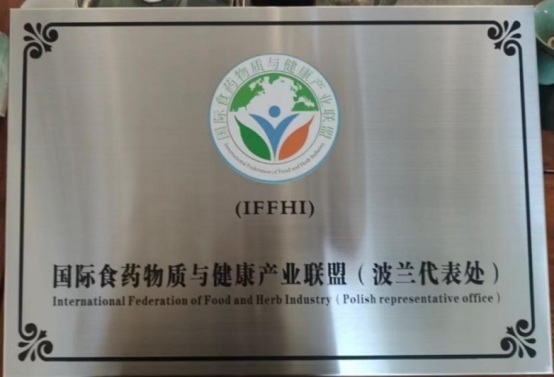 国际食药物质与健康产业联盟
International Federation of Food and Herb Industry
(IFFHI)
国际食药物质与健康产业联盟（波兰代表处）
International Federation of Food and Herb Industry（Polish representative office）